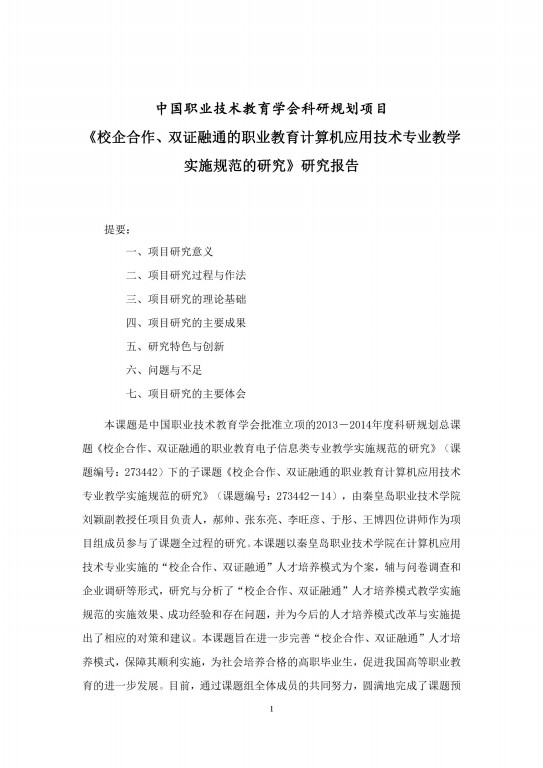 中国职业技术教育学会科研规划项目
《校企合作、双证融通的职业教育计算机应用技术专业教学
实施规范的研究》研究报告
提要：
一、项目研究意义
二、项目研究过程与作法
三、项目研究的理论基础
四、项目研究的主要成果
五、研究特色与创新
六、问题与不足
七、项目研究的主要体会
本课题是中国职业技术教育学会批准立项的2013－2014年度科研规划总课
题《校企合作、双证融通的职业教育电子信息类专业教学实施规范的研究》（课
题编号：273442）下的子课题《校企合作、双证融通的职业教育计算机应用技术
专业教学实施规范的研究》（课题编号：273442－14），由秦皇岛职业技术学院
刘颖副教授任项目负责人，郝帅、张东亮、李旺彦、于彤、王博四位讲师作为项
目组成员参与了课题全过程的研究。本课题以秦皇岛职业技术学院在计算机应用
技术专业实施的“校企合作、双证融通”人才培养模式为个案，辅与问卷调查和
企业调研等形式，研究与分析了“校企合作、双证融通”人才培养模式教学实施
规范的实施效果、成功经验和存在问题，并为今后的人才培养模式改革与实施提
出了相应的对策和建议。本课题旨在进一步完善“校企合作、双证融通”人才培
养模式，保障其顺利实施，为社会培养合格的高职毕业生，促进我国高等职业教
育的进一步发展。目前，通过课题组全体成员的共同努力，圆满地完成了课题预
1